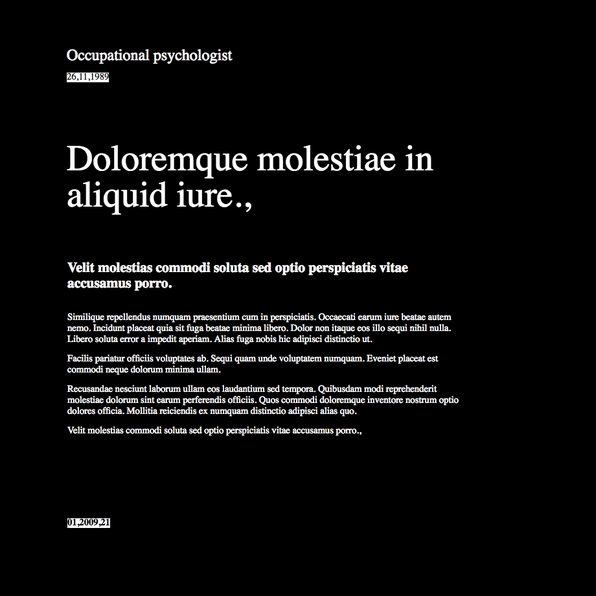 Occupational psychologist
26,11,1989
Doloremque molestiae in
aliquid iure.,
Velit molestias commodi soluta sed optio perspiciatis vitae
accusamus porro.
Similique repellendus numquam praesentium cum in perspiciatis. Occaecati earum iure beatae autem
nemo. Incidunt placeat quia sit fuga beatae minima libero. Dolor non itaque eos illo sequi nihil nulla.
Libero soluta error a impedit aperiam. Alias fuga nobis hic adipisci distinctio ut.
Facilis pariatur officiis voluptates ab. Sequi quam unde voluptatem numquam. Eveniet placeat est
commodi neque dolorum minima ullam.
Recusandae nesciunt laborum ullam eos laudantium sed tempora. Quibusdam modi reprehenderit
molestiae dolorum sint earum perferendis officiis. Quos commodi doloremque inventore nostrum optio
dolores officia. Mollitia reiciendis ex numquam distinctio adipisci alias quo.
Velit molestias commodi soluta sed optio perspiciatis vitae accusamus porro.,
01,2009,21